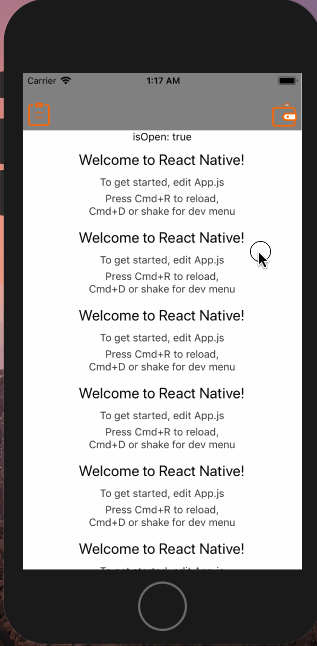 Carrier 1:17 AM
isOpen: true
Welcome to React Native!
To get started, edit App.js
Press Cmd+R to reload,
Cmd+D or shake for dev menu
Welcome to React Native!
To get started, edit App.js
Press Cmd+R to reload,
Cmd+D or shake for dev menu
Welcome to React Native!
To get started, edit App.js
Press Cmd+R to reload,
Cmd+D or shake for dev menu
Welcome to React Native!
To get started, edit App.js
Press Cmd+R to reload,
Cmd+D or shake for dev menu
Welcome to React Native!
To get started, edit App.js
Press Cmd+R to reload,
Cmd+D or shake for dev menu
Welcome to React Native!